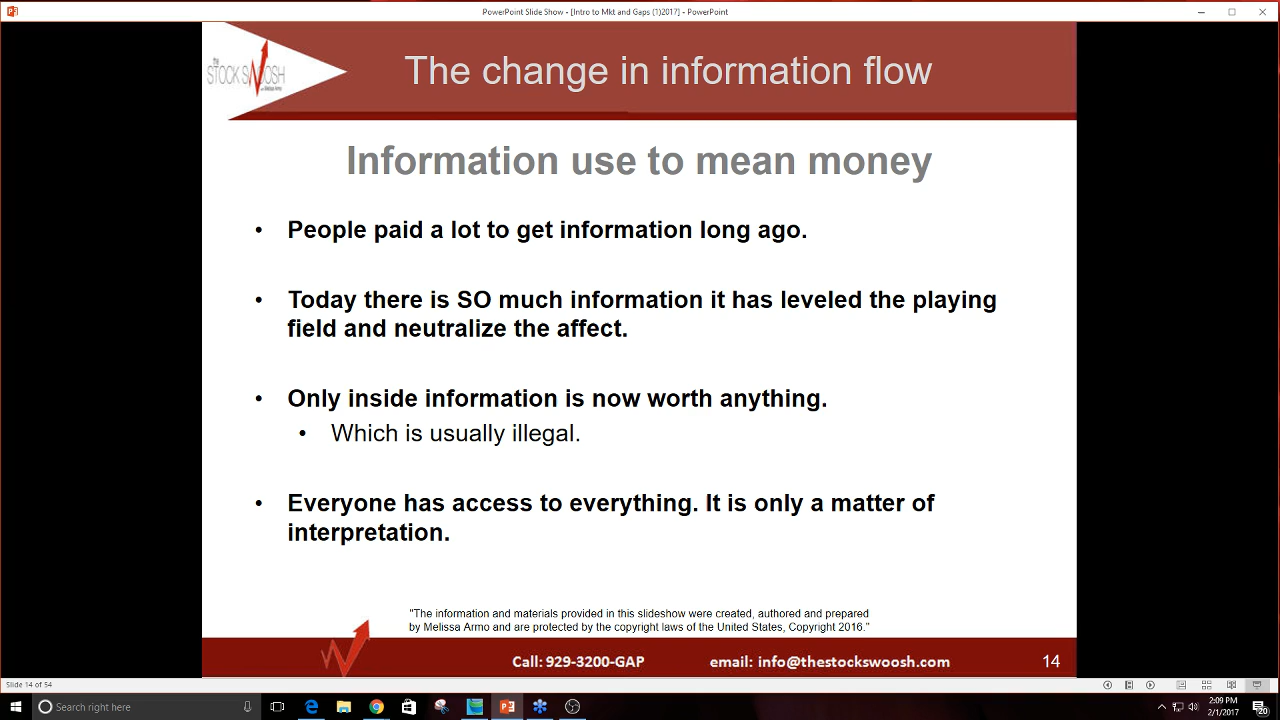 PowerPoint Slide Show - [Intro to Mkt and Gaps (1)2017] - PowerPoint
The
STOCK SWOOSH
with Melissa Armo
The change in information flow
Information use to mean money
• People paid a lot to get information long ago.
• Today there is SO much information it has leveled the playing
field and neutralize the affect.
• Only inside information is now worth anything.
• Which is usually illegal.
• Everyone has access to everything. It is only a matter of
interpretation.
"The information and materials provided in this slideshow were created, authored and prepared
by Melissa Armo and are protected by the copyright laws of the United States, Copyright 2016."
Call: 929-3200-GAP email: info@thestockswoosh.com 14
Slide 14 of 54
Search right here
2:09 PM
2/1/2017
20